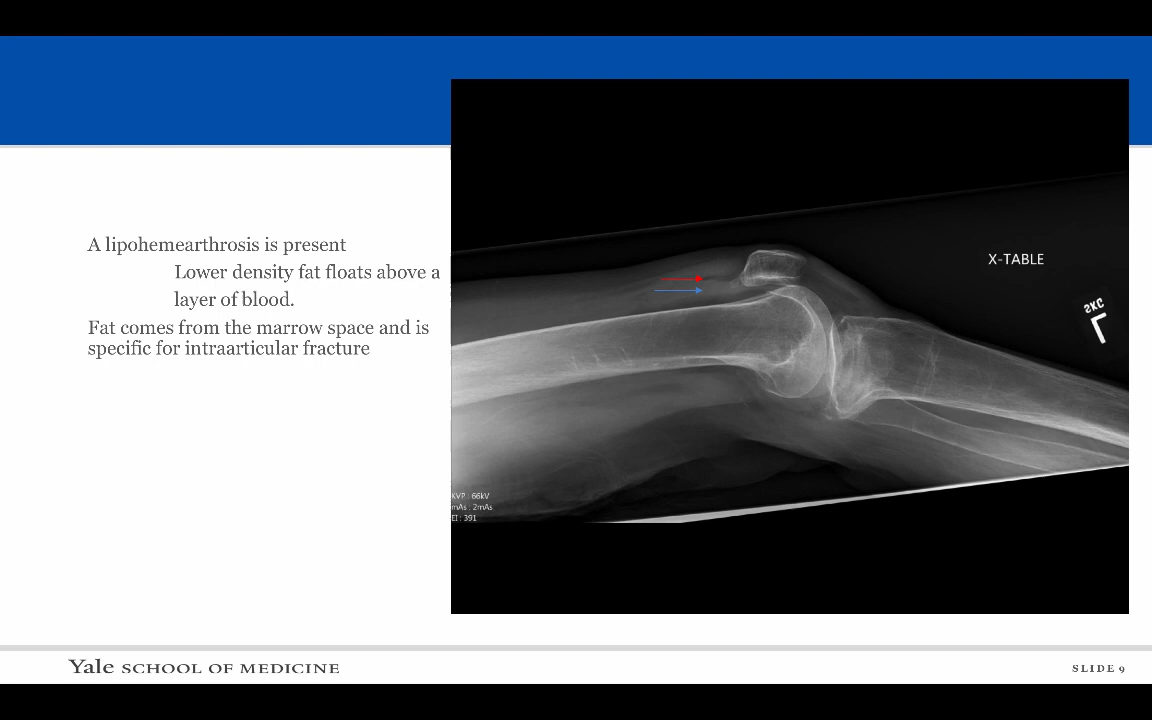 A lipohemearthrosis is present
Lower density fat floats above a
layer of blood.
Fat comes from the marrow space and is
specific for intraarticular fracture
X-TABLE
SKC
L
KVP : 66kV
mAs : 2mAs
EI : 391
Yale SCHOOL OF MEDICINE
SLIDE 9